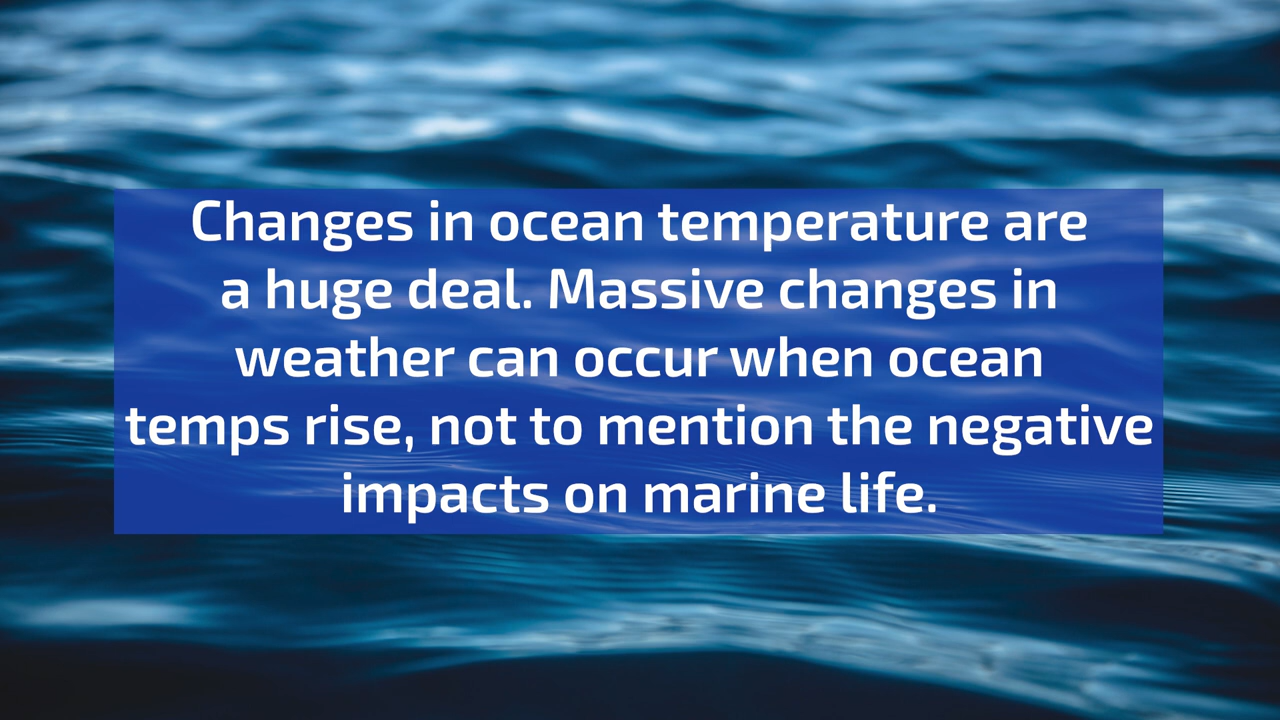 Changes in ocean temperature are
a huge deal. Massive changes in
weather can occur when ocean
temps rise, not to mention the negative
impacts on marine life.